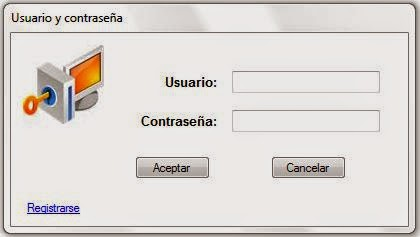 Usuario y contraseña
Usuario:
Contraseña:
Aceptar Cancelar
Registrarse